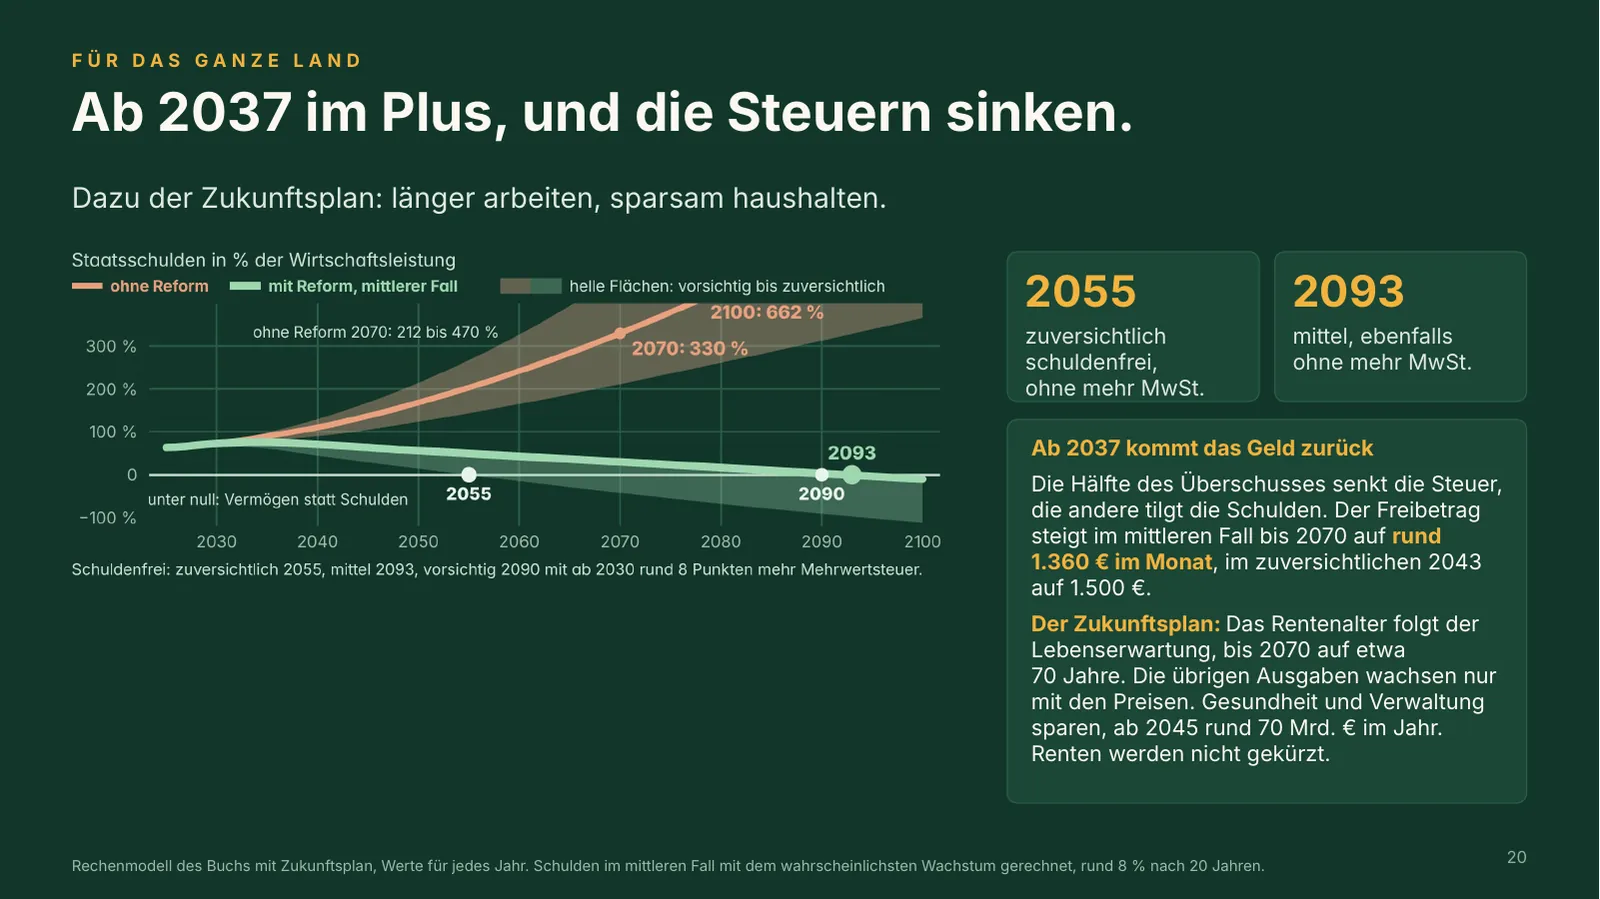 FÜR DAS GANZE LAND
Ab 2037 im Plus, und die Steuern sinken.
Dazu der Zukunftsplan: länger arbeiten, sparsam haushalten.
Staatsschulden in % der Wirtschaftsleistung
ohne Reform
mit Reform, mittlerer Fall
helle Flächen: vorsichtig bis zuversichtlich
2100: 662 %
ohne Reform 2070: 212 bis 470 %
2070: 330 %
300 %
200 %
100 %
0
−100 %
2093
2055
2090
unter null: Vermögen statt Schulden
2030
2040
2050
2060
2070
2080
2090
2100
Schuldenfrei: zuversichtlich 2055, mittel 2093, vorsichtig 2090 mit ab 2030 rund 8 Punkten mehr Mehrwertsteuer.
2055
zuversichtlich
schuldenfrei,
ohne mehr MwSt.
2093
mittel, ebenfalls
ohne mehr MwSt.
Ab 2037 kommt das Geld zurück
Die Hälfte des Überschusses senkt die Steuer,
die andere tilgt die Schulden. Der Freibetrag
steigt im mittleren Fall bis 2070 auf rund
1.360 € im Monat, im zuversichtlichen 2043
auf 1.500 €.
Der Zukunftsplan: Das Rentenalter folgt der
Lebenserwartung, bis 2070 auf etwa
70 Jahre. Die übrigen Ausgaben wachsen nur
mit den Preisen. Gesundheit und Verwaltung
sparen, ab 2045 rund 70 Mrd. € im Jahr.
Renten werden nicht gekürzt.
Rechenmodell des Buchs mit Zukunftsplan, Werte für jedes Jahr. Schulden im mittleren Fall mit dem wahrscheinlichsten Wachstum gerechnet, rund 8 % nach 20 Jahren.
20